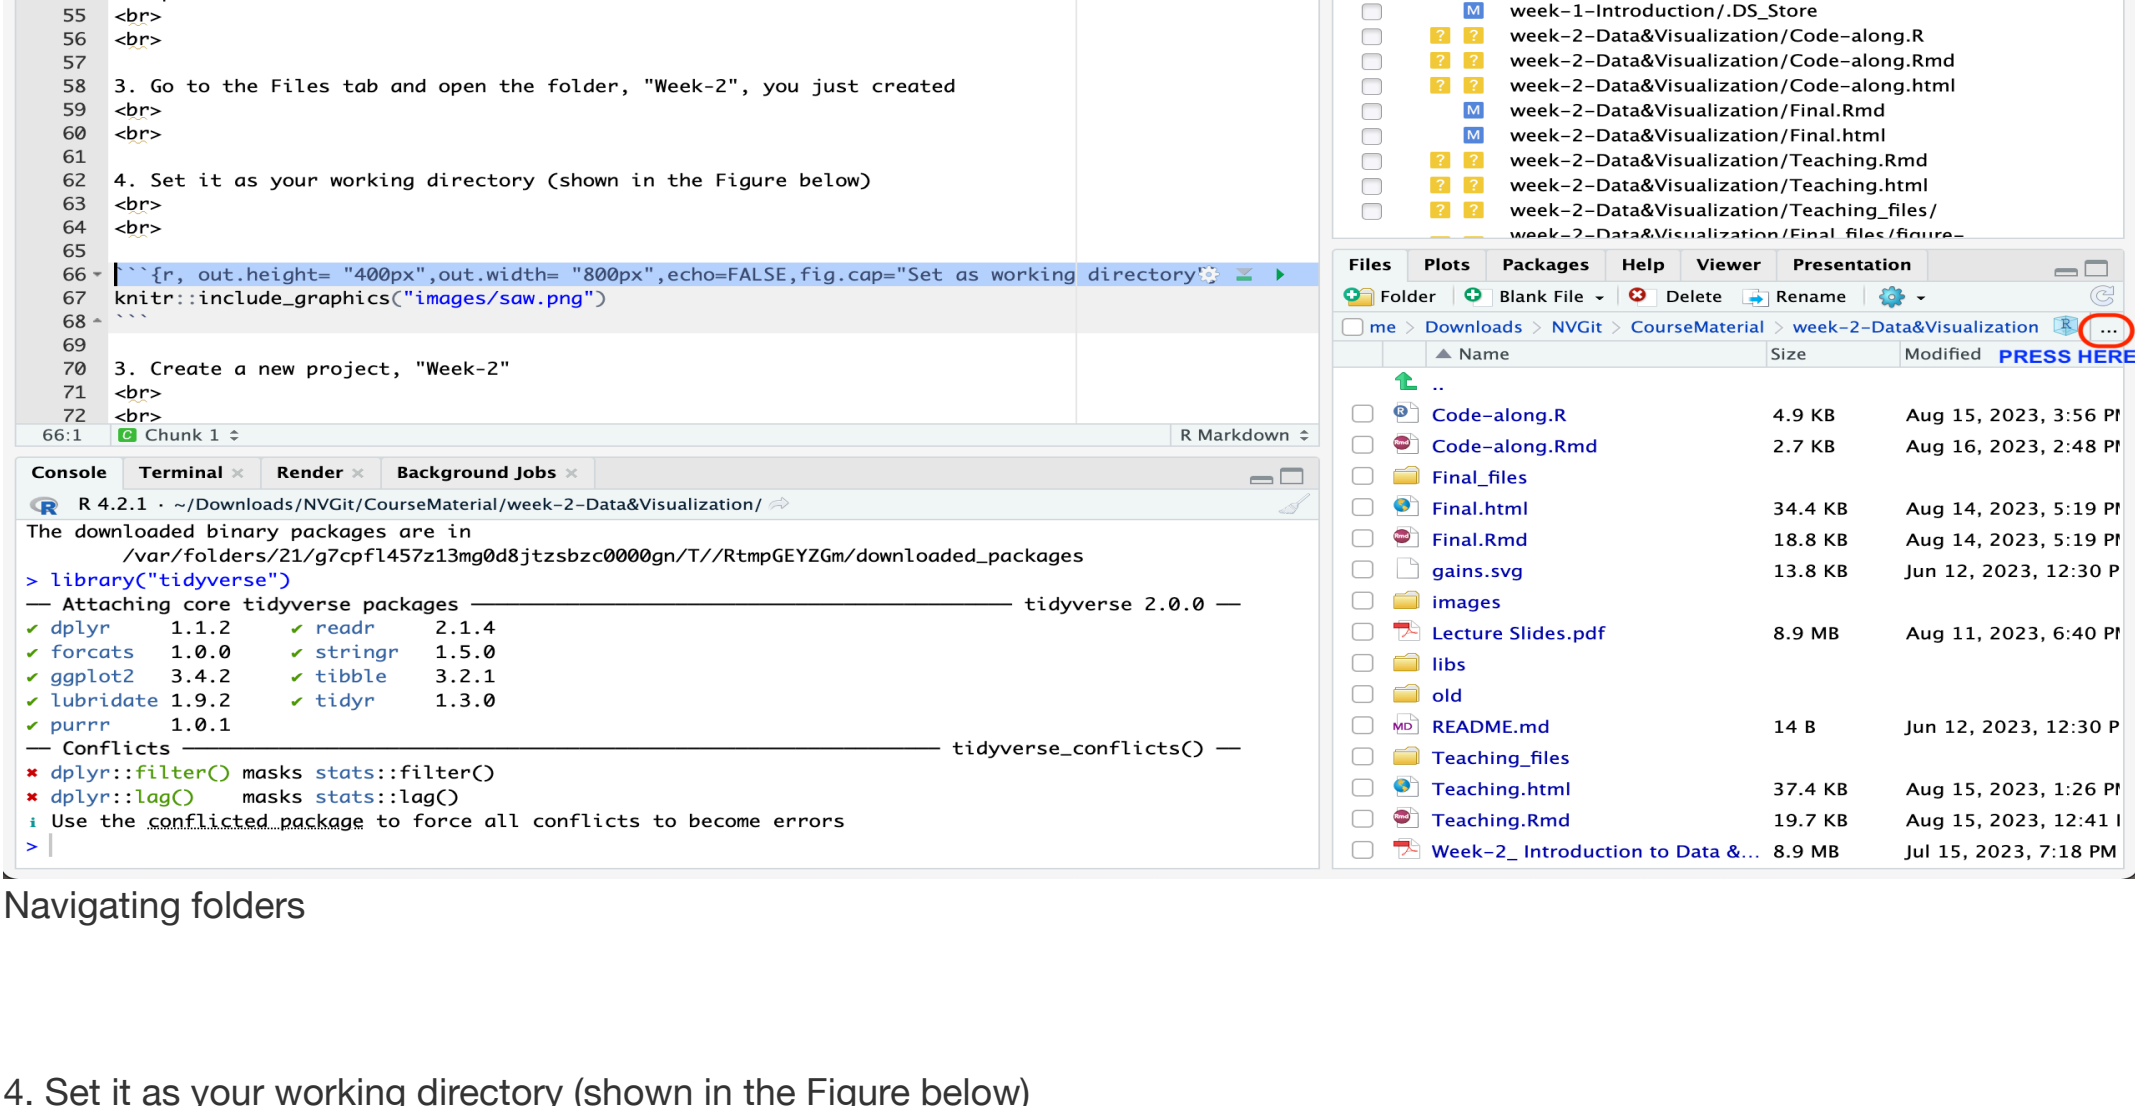 55 <br>
56 <br>
57
58 3. Go to the Files tab and open the folder, "Week-2", you just created
59 <br>
60 <br>
61
62 4. Set it as your working directory (shown in the Figure below)
63 <br>
64 <br>
65
66 ```{r, out.height= "400px",out.width= "800px",echo=FALSE,fig.cap="Set as working directory"
67 knitr::include_graphics("images/saw.png")
68 ```
69
70 3. Create a new project, "Week-2"
71 <br>
72 <br>
66:1 C Chunk 1 R Markdown
Console Terminal Render Background Jobs
R R 4.2.1 · ~/Downloads/NVGit/CourseMaterial/week-2-Data&Visualization/
The downloaded binary packages are in
/var/folders/21/g7cpfl457z13mg0d8jtzsbzc0000gn/T//RtmpGEYZGm/downloaded_packages
> library("tidyverse")
── Attaching core tidyverse packages ── tidyverse 2.0.0 ──
✔ dplyr 1.1.2 ✔ readr 2.1.4
✔ forcats 1.0.0 ✔ stringr 1.5.0
✔ ggplot2 3.4.2 ✔ tibble 3.2.1
✔ lubridate 1.9.2 ✔ tidyr 1.3.0
✔ purrr 1.0.1
── Conflicts ── tidyverse_conflicts() ──
✖ dplyr::filter() masks stats::filter()
✖ dplyr::lag() masks stats::lag()
ℹ Use the conflicted package to force all conflicts to become errors
>
M week-1-Introduction/.DS_Store
? ? week-2-Data&Visualization/Code-along.R
? ? week-2-Data&Visualization/Code-along.Rmd
? ? week-2-Data&Visualization/Code-along.html
M week-2-Data&Visualization/Final.Rmd
M week-2-Data&Visualization/Final.html
? ? week-2-Data&Visualization/Teaching.Rmd
? ? week-2-Data&Visualization/Teaching.html
? ? week-2-Data&Visualization/Teaching_files/
week-2-Data&Visualization/Final_files/figure-
Files Plots Packages Help Viewer Presentation
Folder Blank File Delete Rename
me > Downloads > NVGit > CourseMaterial > week-2-Data&Visualization R ...
Name Size Modified PRESS HERE
..
Code-along.R 4.9 KB Aug 15, 2023, 3:56 P
Code-along.Rmd 2.7 KB Aug 16, 2023, 2:48 P
Final_files
Final.html 34.4 KB Aug 14, 2023, 5:19 P
Final.Rmd 18.8 KB Aug 14, 2023, 5:19 P
gains.svg 13.8 KB Jun 12, 2023, 12:30 P
images
Lecture Slides.pdf 8.9 MB Aug 11, 2023, 6:40 P
libs
old
README.md 14 B Jun 12, 2023, 12:30 P
Teaching_files
Teaching.html 37.4 KB Aug 15, 2023, 1:26 P
Teaching.Rmd 19.7 KB Aug 15, 2023, 12:41
Week-2_ Introduction to Data &... 8.9 MB Jul 15, 2023, 7:18 PM
Navigating folders
4. Set it as your working directory (shown in the Figure below)